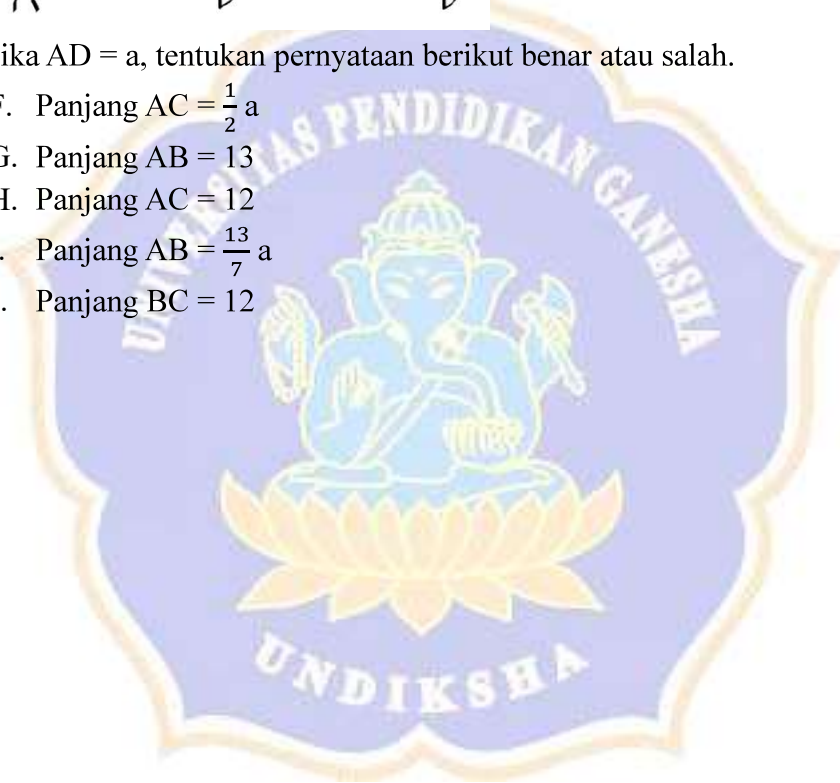 ika AD = a, tentukan pernyataan berikut benar atau salah.
. Panjang AC = 1/2 a
G. Panjang AB = 13
H. Panjang AC = 12
. Panjang AB = 13/7 a
. Panjang BC = 12
UNIVERSITAS PENDIDIKAN GANESHA
UNDIKSHA